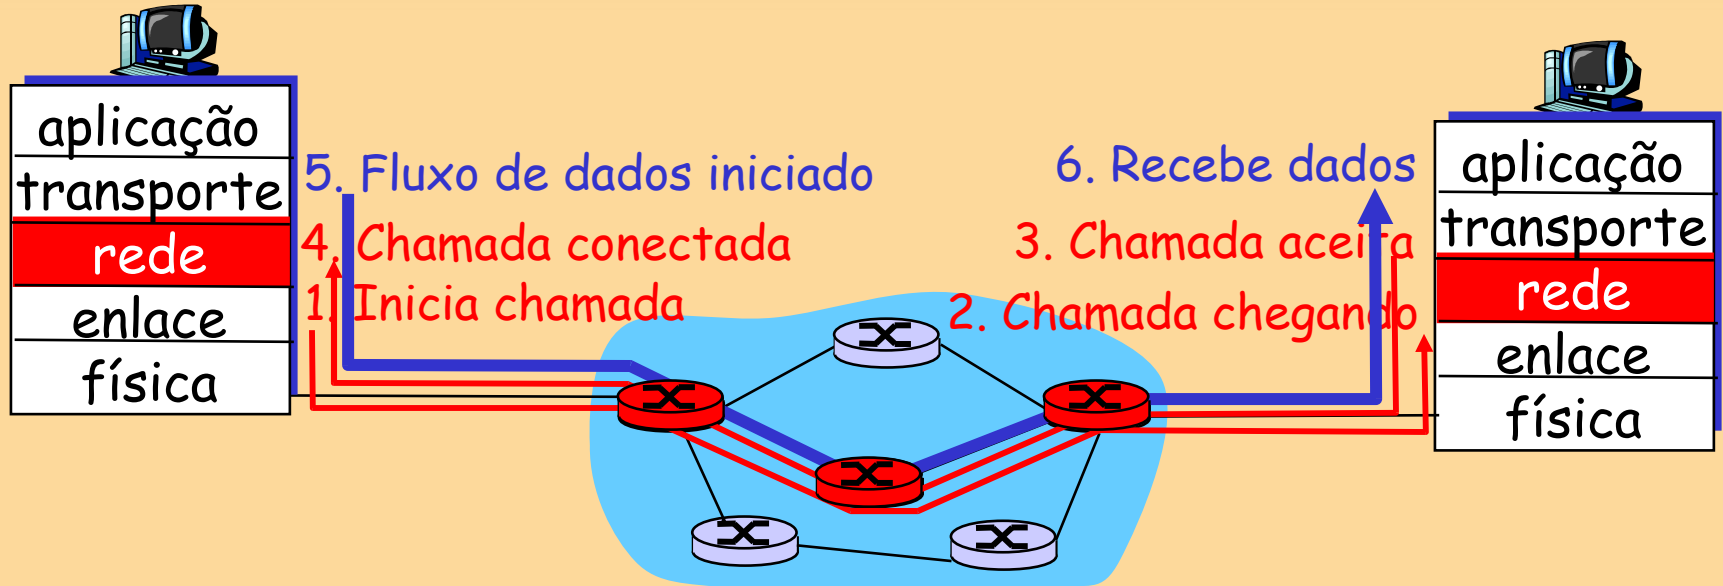 aplicação
transporte
rede
enlace
física
5. Fluxo de dados iniciado
4. Chamada conectada
1. Inicia chamada
6. Recebe dados
3. Chamada aceita
2. Chamada chegando
aplicação
transporte
rede
enlace
física